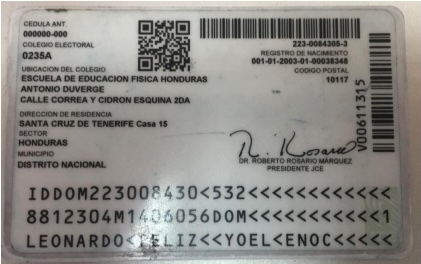 CEDULA ANT.
000000-000
COLEGIO ELECTORAL
0235A
UBICACION DEL COLEGIO
ESCUELA DE EDUCACION FISICA HONDURAS
ANTONIO DUVERGE
CALLE CORREA Y CIDRON ESQUINA 2DA
DIRECCION DE RESIDENCIA
SANTA CRUZ DE TENERIFE Casa 15
SECTOR
HONDURAS
MUNICIPIO
DISTRITO NACIONAL
223-0084305-3
REGISTRO DE NACIMIENTO
001-01-2003-01-00038348
CODIGO POSTAL
10117
V00611315
R. Rosario
DR. ROBERTO ROSARIO MÁRQUEZ
PRESIDENTE JCE
IDDOM223008430<532<<<<<<<<<<<<
8812304M1406056DOM<<<<<<<<<<<1
LEONARDO<FELIZ<<YOEL<ENOC<<<<<